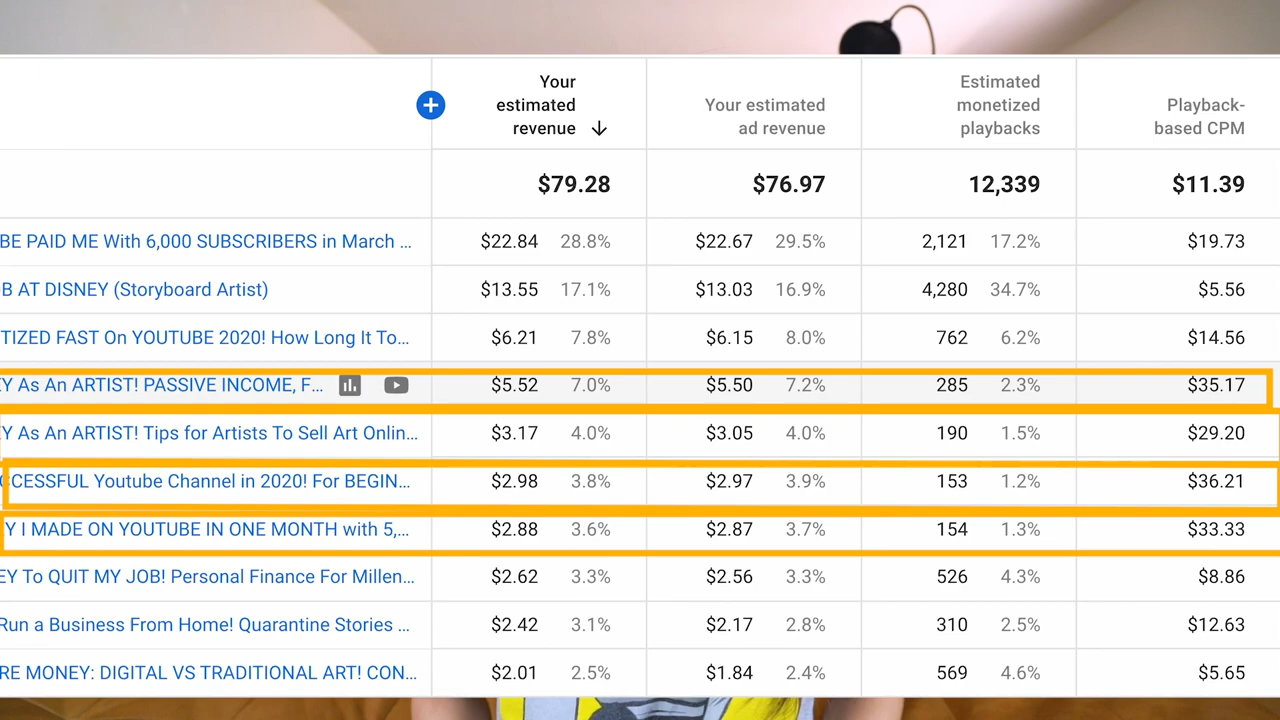 Your estimated revenue ↓ Your estimated ad revenue Estimated monetized playbacks Playback-based CPM
$79.28 $76.97 12,339 $11.39
BE PAID ME With 6,000 SUBSCRIBERS in March ... $22.84 28.8% $22.67 29.5% 2,121 17.2% $19.73
B AT DISNEY (Storyboard Artist) $13.55 17.1% $13.03 16.9% 4,280 34.7% $5.56
TIZED FAST On YOUTUBE 2020! How Long It To... $6.21 7.8% $6.15 8.0% 762 6.2% $14.56
EY As An ARTIST! PASSIVE INCOME, F... $5.52 7.0% $5.50 7.2% 285 2.3% $35.17
Y As An ARTIST! Tips for Artists To Sell Art Onlin... $3.17 4.0% $3.05 4.0% 190 1.5% $29.20
CCESSFUL Youtube Channel in 2020! For BEGIN... $2.98 3.8% $2.97 3.9% 153 1.2% $36.21
Y I MADE ON YOUTUBE IN ONE MONTH with 5,... $2.88 3.6% $2.87 3.7% 154 1.3% $33.33
EY To QUIT MY JOB! Personal Finance For Millen... $2.62 3.3% $2.56 3.3% 526 4.3% $8.86
Run a Business From Home! Quarantine Stories ... $2.42 3.1% $2.17 2.8% 310 2.5% $12.63
RE MONEY: DIGITAL VS TRADITIONAL ART! CON... $2.01 2.5% $1.84 2.4% 569 4.6% $5.65